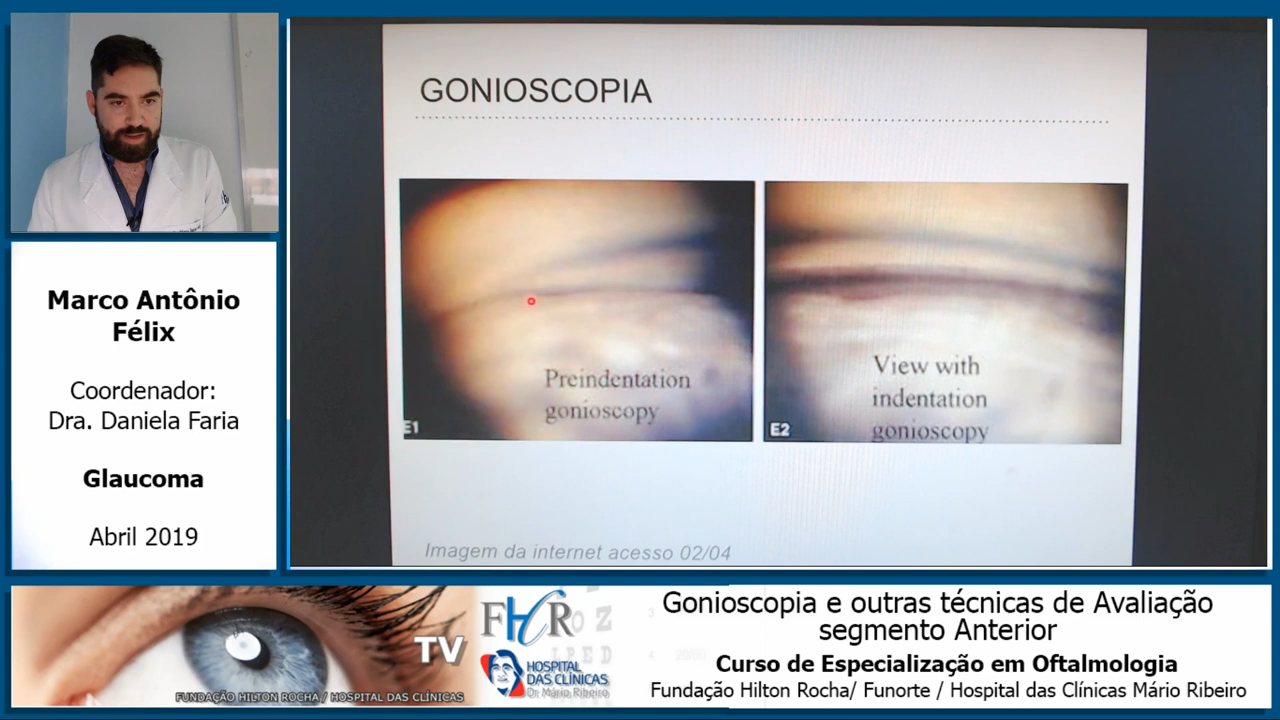 Marco Antônio
Félix
Coordenador:
Dra. Daniela Faria
Glaucoma
Abril 2019
GONIOSCOPIA
Preindentation
gonioscopy
E1
View with
indentation
gonioscopy
E2
Imagem da internet acesso 02/04
TV
FUNDAÇÃO HILTON ROCHA / HOSPITAL DAS CLÍNICAS
FHR
HOSPITAL
DAS CLÍNICAS
Dr. Mário Ribeiro
Gonioscopia e outras técnicas de Avaliação
segmento Anterior
Curso de Especialização em Oftalmologia
Fundação Hilton Rocha/ Funorte / Hospital das Clínicas Mário Ribeiro